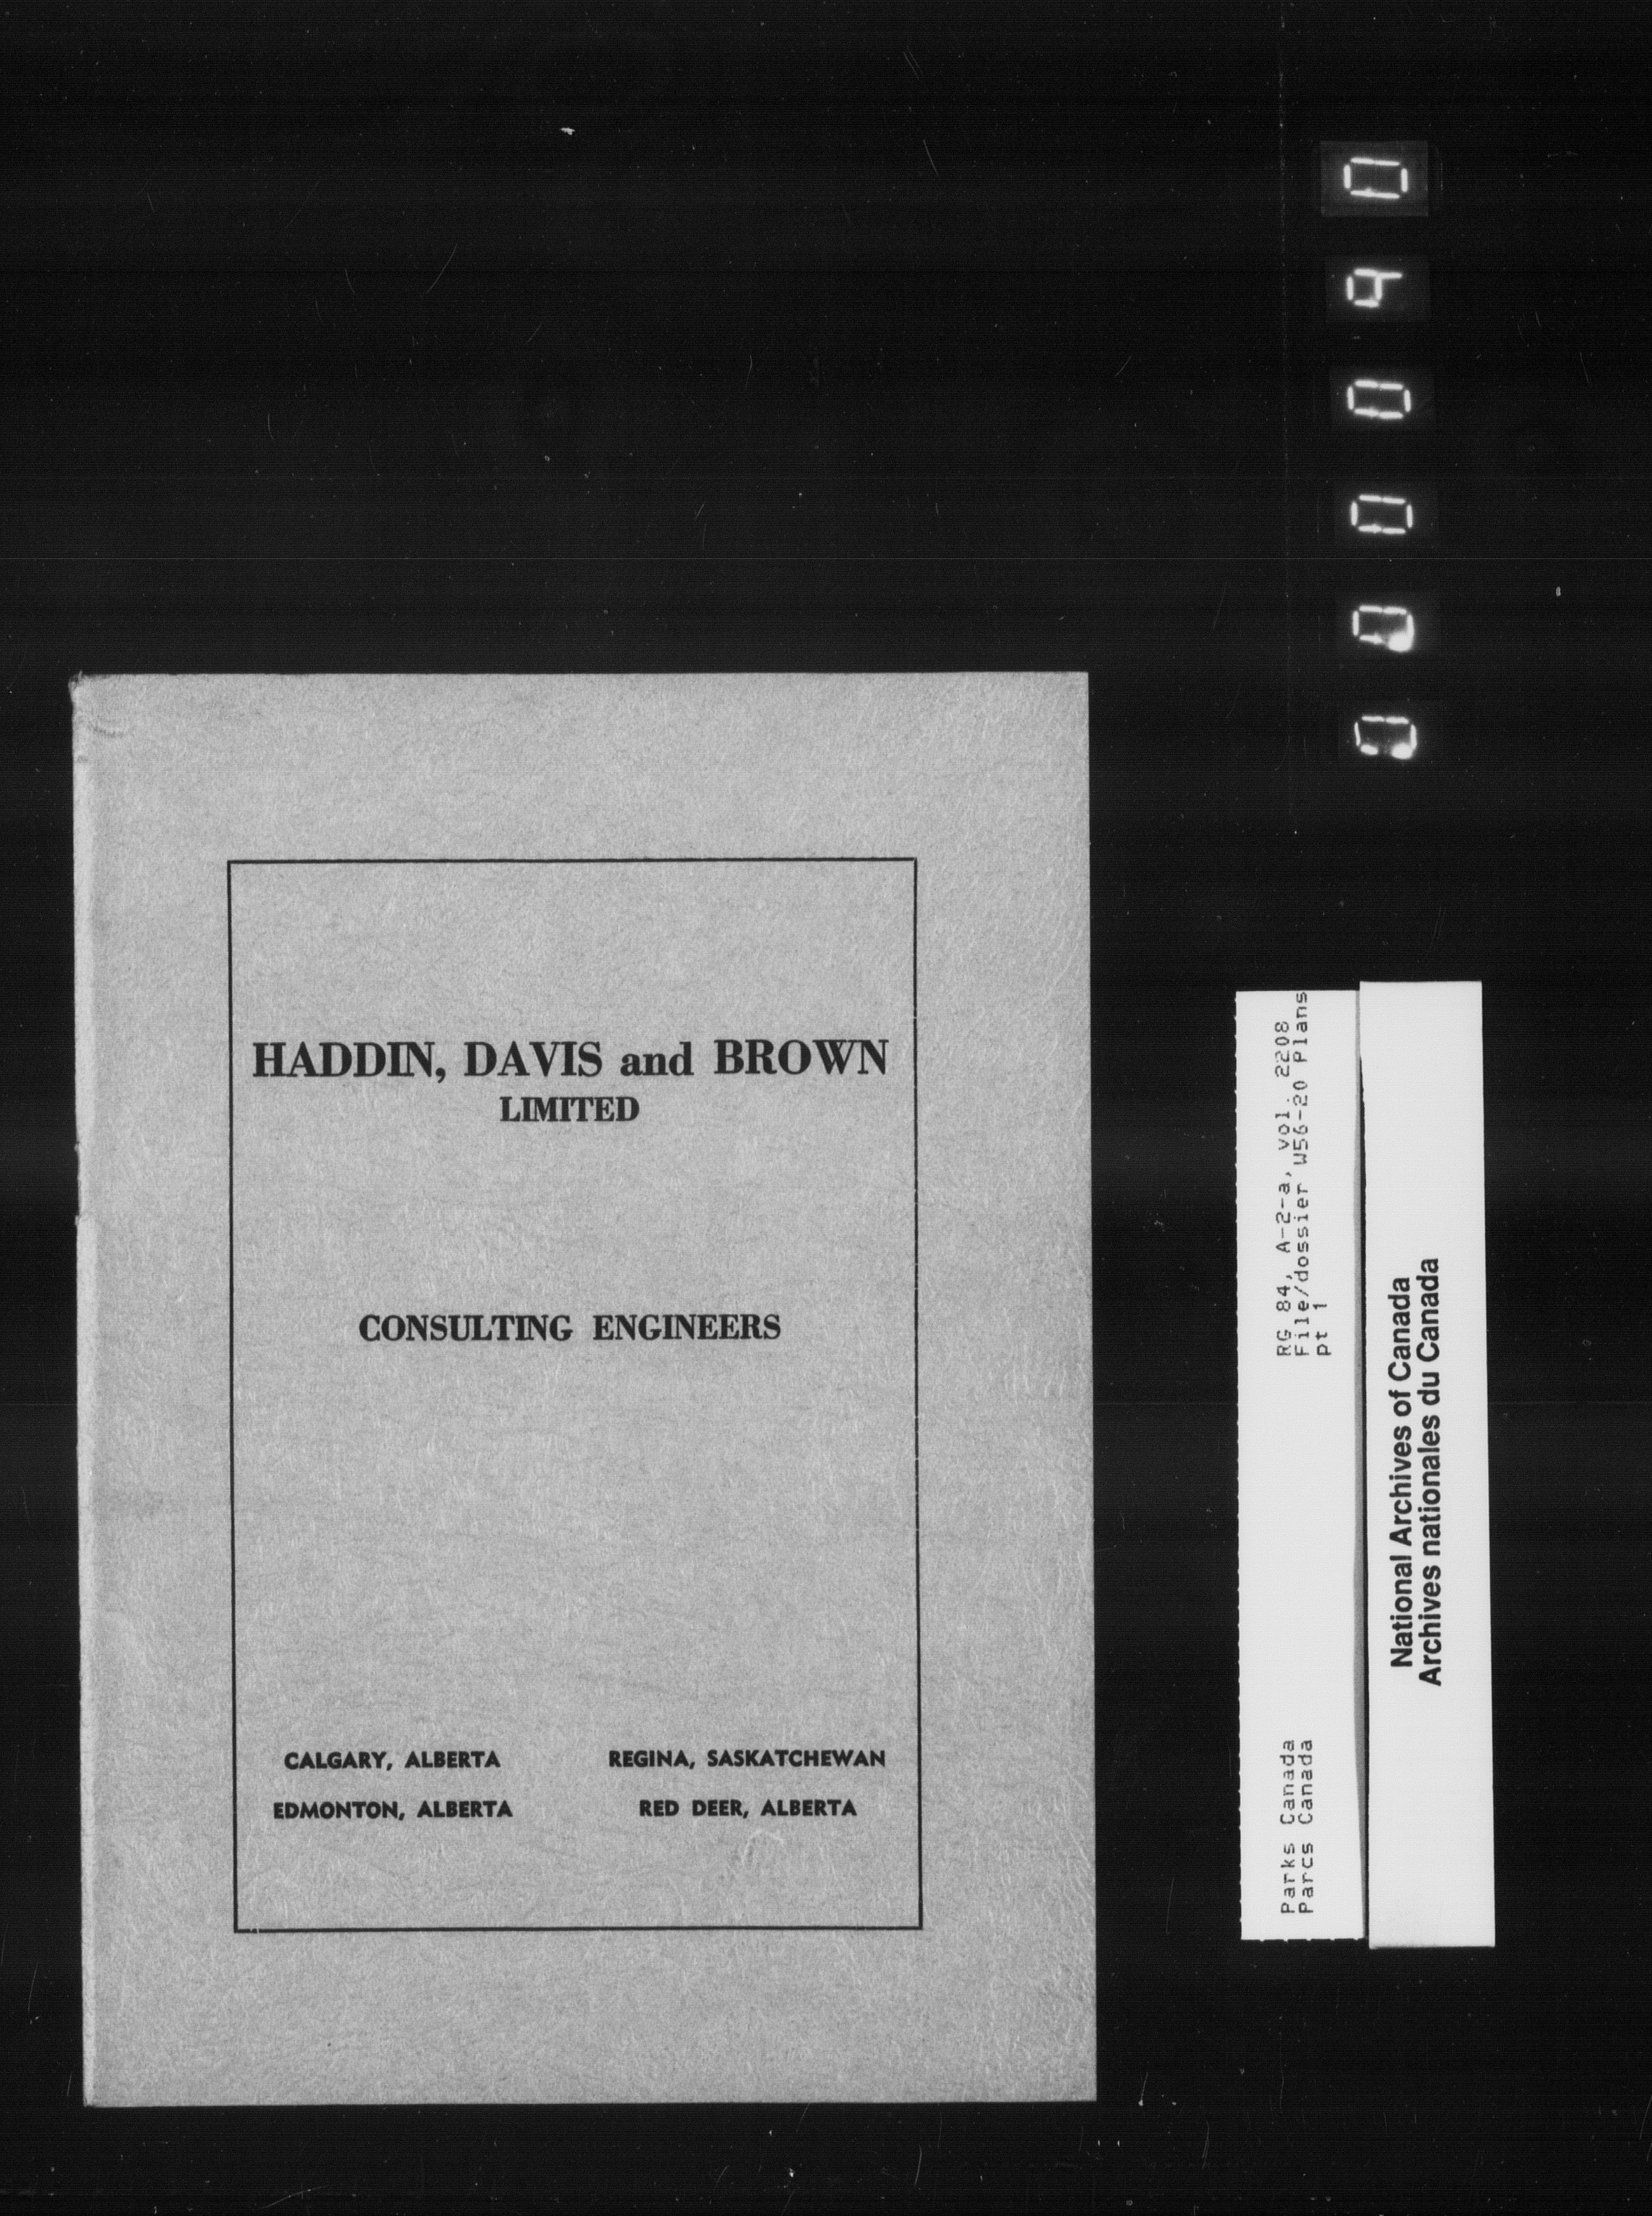 HADDIN, DAVIS and BROWN
LIMITED
CONSULTING ENGINEERS
CALGARY, ALBERTA REGINA, SASKATCHEWAN
EDMONTON, ALBERTA RED DEER, ALBERTA
Parks Canada
Parcs Canada
RG 84, A-2-a, vol. 2208
File/dossier W56-20 Plans
pt 1
National Archives of Canada
Archives nationales du Canada